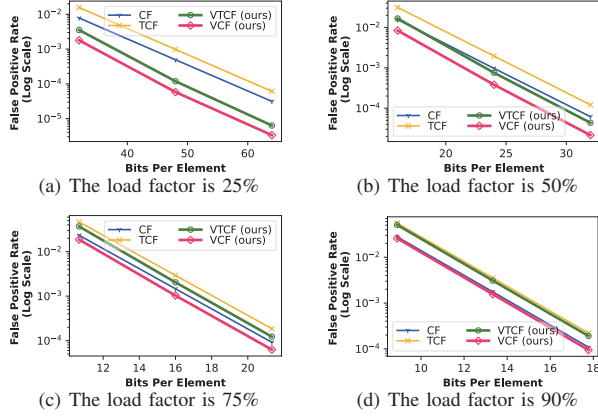 10⁻²
10⁻³
10⁻⁴
10⁻⁵
False Positive Rate
(Log Scale)
CF
TCF
VTCF (ours)
VCF (ours)
40
50
60
Bits Per Element
(a) The load factor is 25%
10⁻²
10⁻³
10⁻⁴
False Positive Rate
(Log Scale)
CF
TCF
VTCF (ours)
VCF (ours)
20
25
30
Bits Per Element
(b) The load factor is 50%
10⁻²
10⁻³
10⁻⁴
False Positive Rate
(Log Scale)
CF
TCF
VTCF (ours)
VCF (ours)
12
14
16
18
20
Bits Per Element
(c) The load factor is 75%
10⁻²
10⁻³
10⁻⁴
False Positive Rate
(Log Scale)
CF
TCF
VTCF (ours)
VCF (ours)
10
12
14
16
18
Bits Per Element
(d) The load factor is 90%